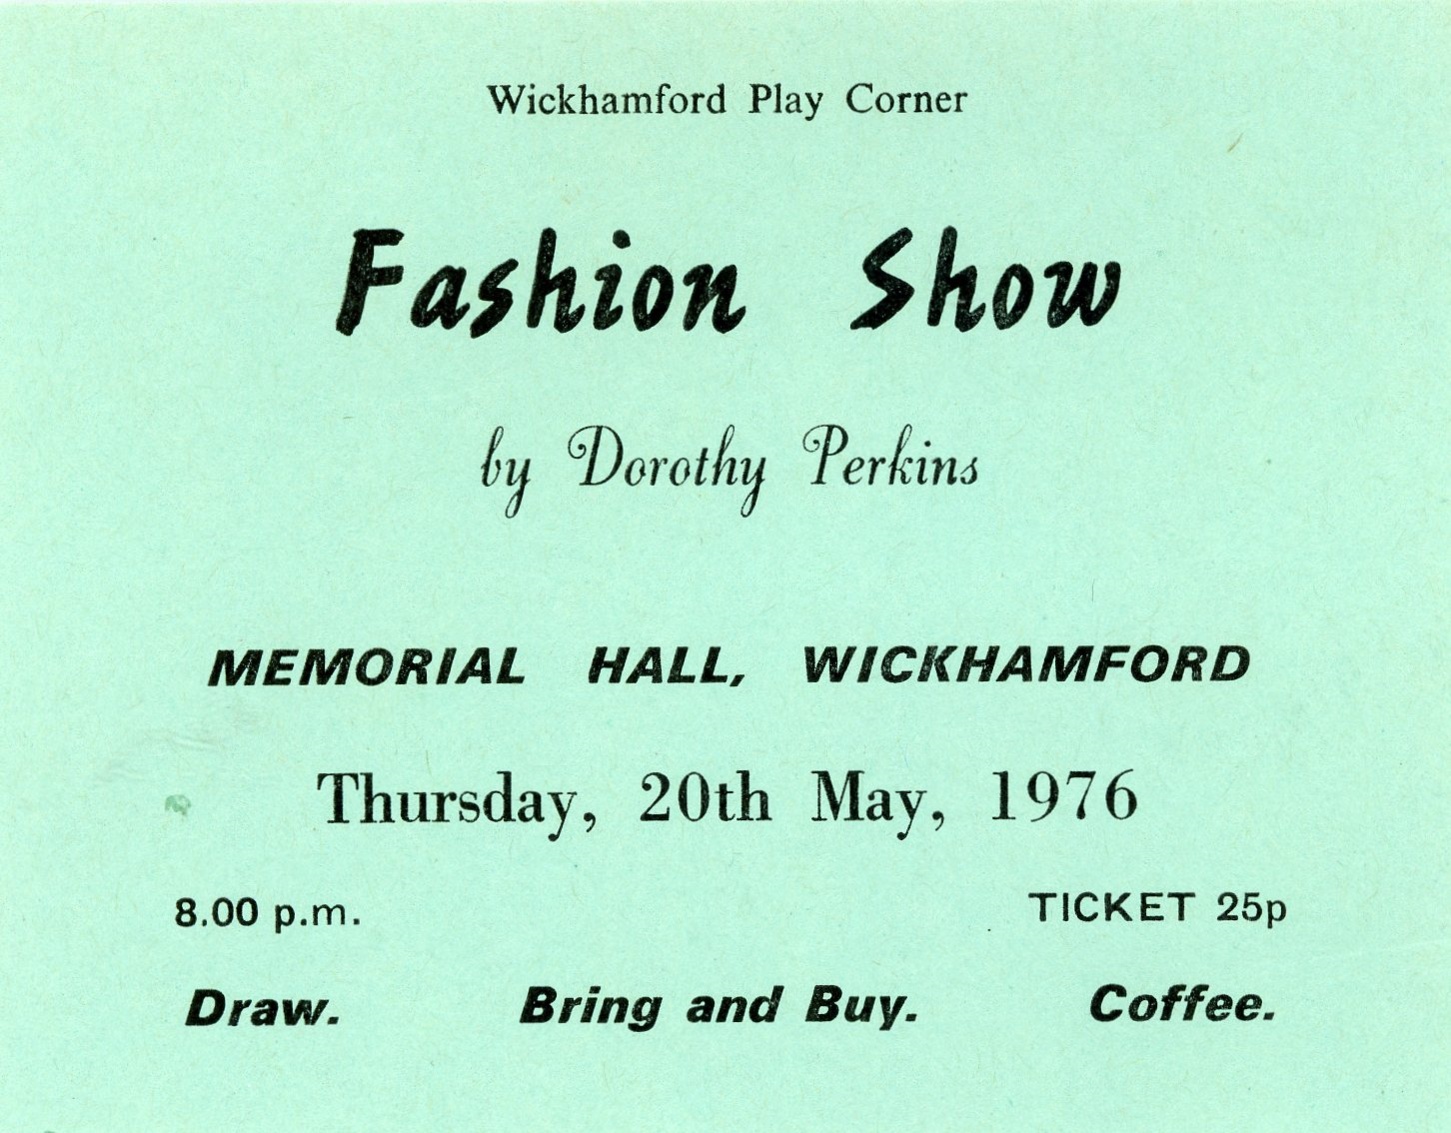 Wickhamford Play Corner
Fashion Show
by Dorothy Perkins
MEMORIAL HALL, WICKHAMFORD
Thursday, 20th May, 1976
8.00 p.m. TICKET 25p
Draw. Bring and Buy. Coffee.